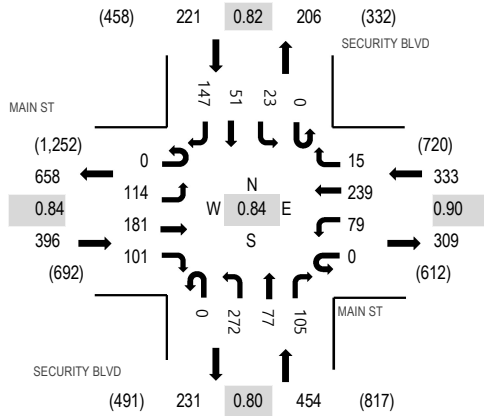 (458) 221 0.82 206 (332)
SECURITY BLVD
147 51 23 0
MAIN ST
(1,252) (720)
0 15
658 333
114 N 239
0.84 W 0.84 E 0.90
181 S 79
396 309
101 0
(692) (612)
0 272 77 105
MAIN ST
SECURITY BLVD
(491) 231 0.80 454 (817)